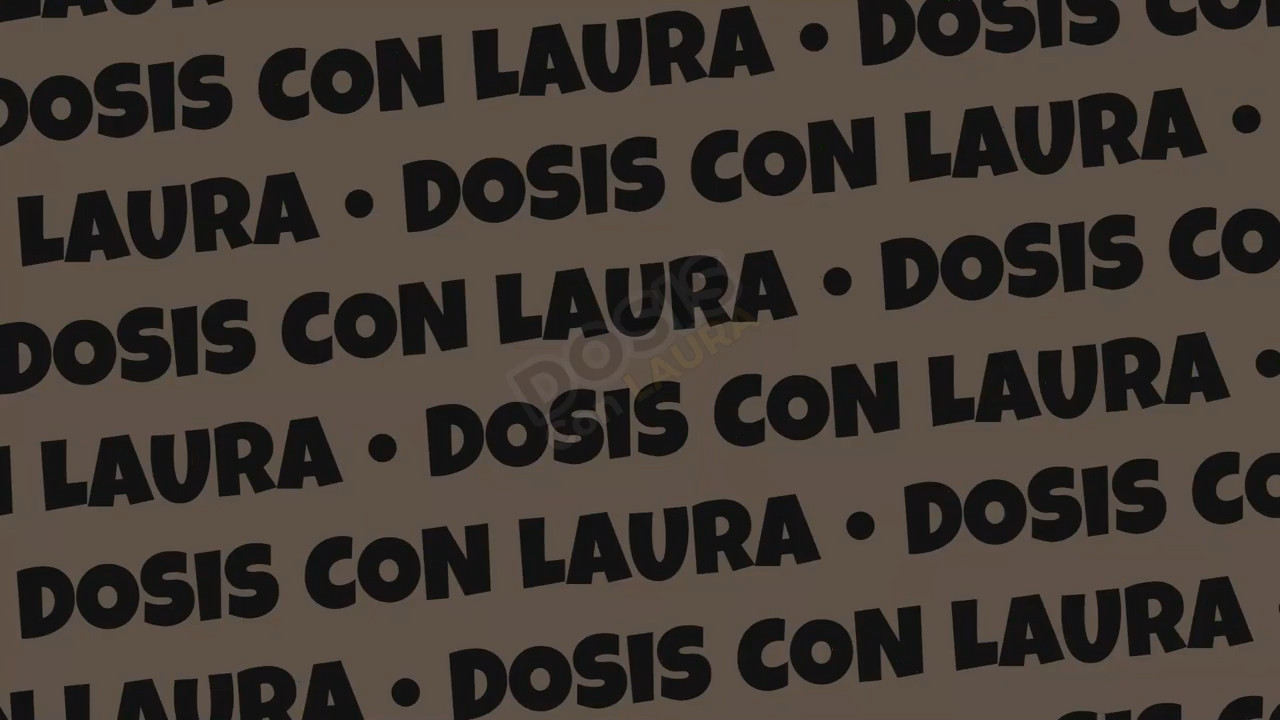 LAURA
DOSIS CON LAURA • DOSIS CON
LAURA • DOSIS CON LAURA •
DOSIS CON LAURA • DOSIS CO
LAURA • DOSIS CON LAURA •
DOSIS CON LAURA • DOSIS CO
LAURA • DOSIS CON LAURA
DOSIS
con LAURA